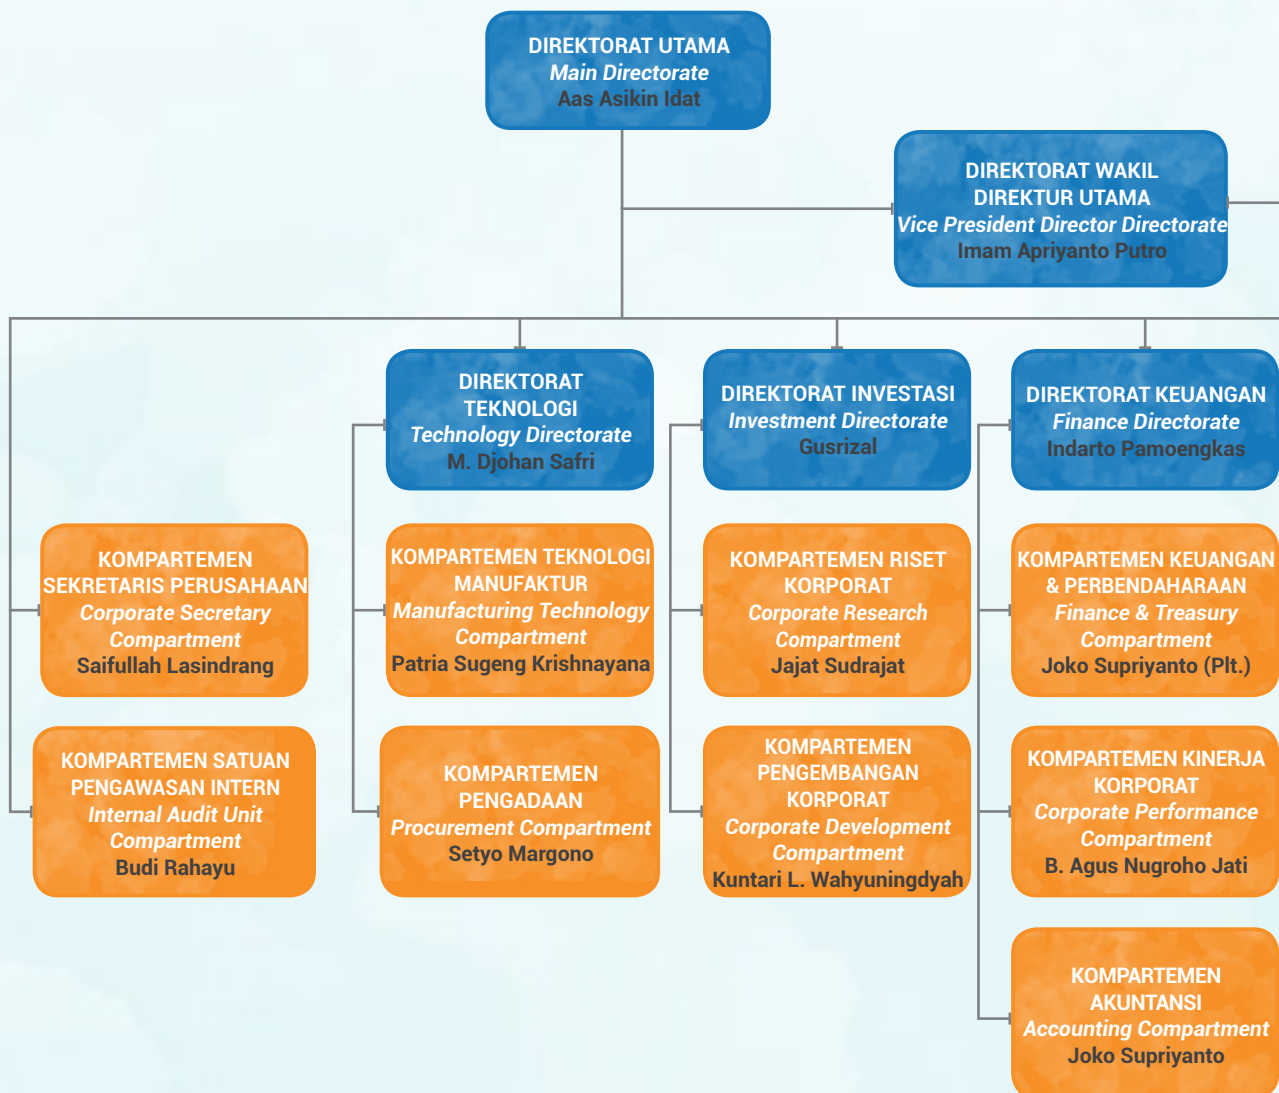 DIREKTORAT UTAMA
Main Directorate
Aas Asikin Idat
DIREKTORAT WAKIL
DIREKTUR UTAMA
Vice President Director Directorate
Imam Apriyanto Putro
DIREKTORAT
TEKNOLOGI
Technology Directorate
M. Djohan Safri
DIREKTORAT INVESTASI
Investment Directorate
Gusrizal
DIREKTORAT KEUANGAN
Finance Directorate
Indarto Pamoengkas
KOMPARTEMEN
SEKRETARIS PERUSAHAAN
Corporate Secretary
Compartment
Saifullah Lasindrang
KOMPARTEMEN TEKNOLOGI
MANUFAKTUR
Manufacturing Technology
Compartment
Patria Sugeng Krishnayana
KOMPARTEMEN RISET
KORPORAT
Corporate Research
Compartment
Jajat Sudrajat
KOMPARTEMEN KEUANGAN
& PERBENDAHARAAN
Finance & Treasury
Compartment
Joko Supriyanto (Plt.)
KOMPARTEMEN SATUAN
PENGAWASAN INTERN
Internal Audit Unit
Compartment
Budi Rahayu
KOMPARTEMEN
PENGADAAN
Procurement Compartment
Setyo Margono
KOMPARTEMEN
PENGEMBANGAN
KORPORAT
Corporate Development
Compartment
Kuntari L. Wahyuningdyah
KOMPARTEMEN KINERJA
KORPORAT
Corporate Performance
Compartment
B. Agus Nugroho Jati
KOMPARTEMEN
AKUNTANSI
Accounting Compartment
Joko Supriyanto